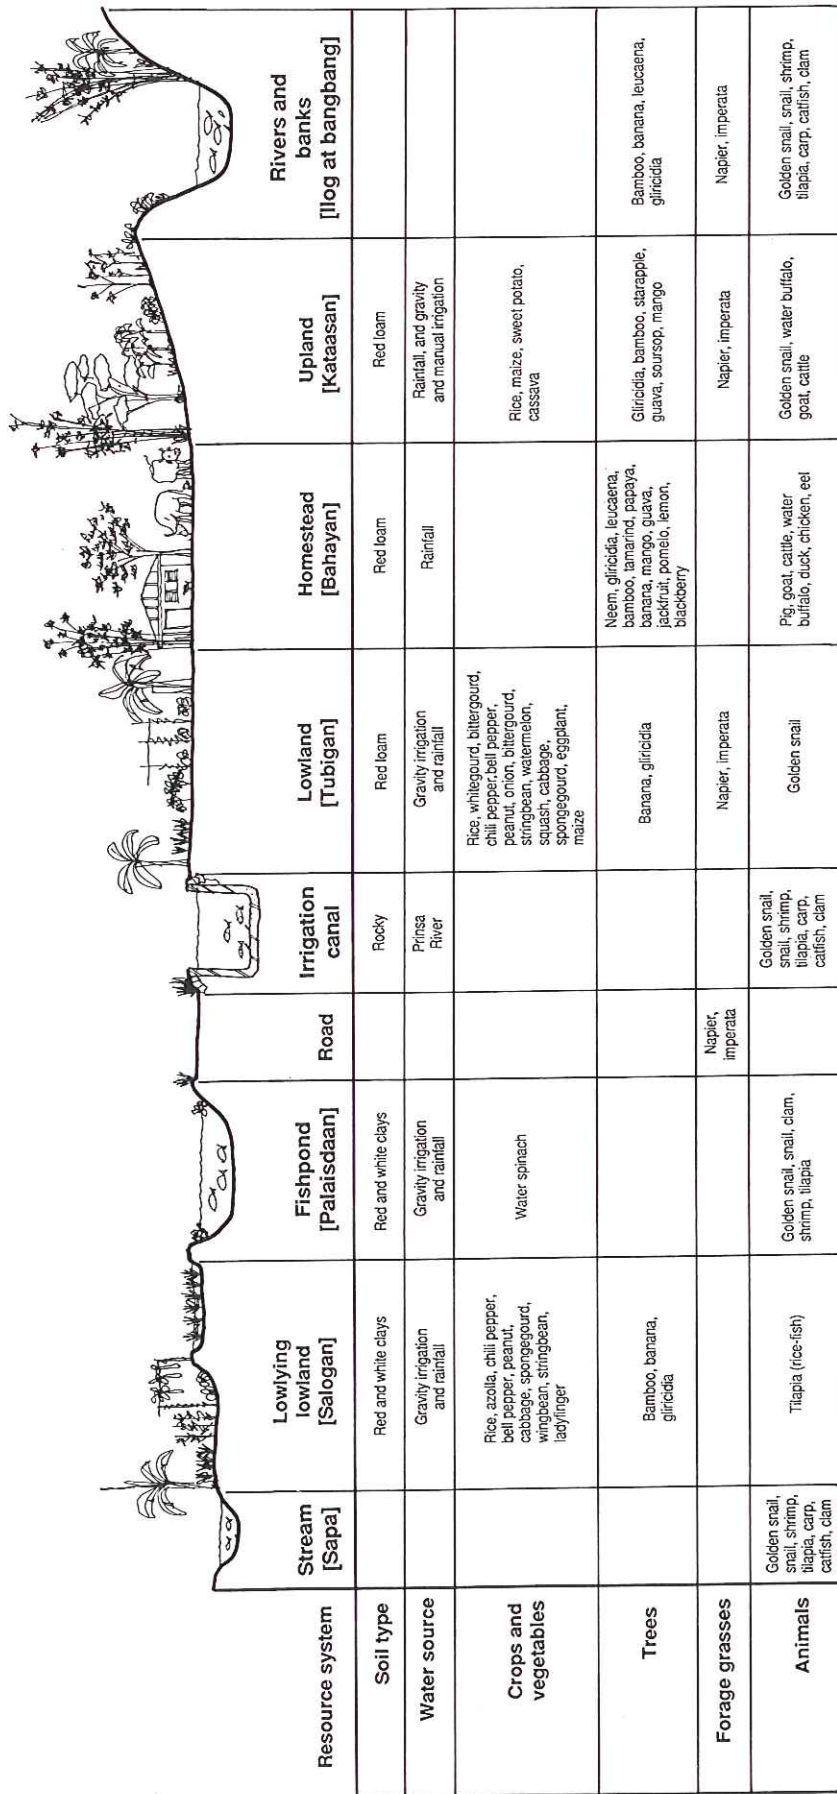 Resource system
Stream
[Sapa]
Lowlying
lowland
[Salogan]
Fishpond
[Palaisdaan]
Road
Irrigation
canal
Lowland
[Tubigan]
Homestead
[Bahayan]
Upland
[Kataasan]
Rivers and
banks
[Ilog at bangbang]
Soil type
Red and white clays
Red and white clays
Rocky
Red loam
Red loam
Red loam
Water source
Gravity irrigation
and rainfall
Gravity irrigation
and rainfall
Prinsa
River
Gravity irrigation
and rainfall
Rainfall
Rainfall, and gravity
and manual irrigation
Crops and
vegetables
Rice, azolla, chili pepper,
bell pepper, peanut,
cabbage, spongegourd,
wingbean, stringbean,
ladyfinger
Water spinach
Rice, whitegourd, bittergourd,
chili pepper,bell pepper,
peanut, onion, bittergourd,
stringbean, watermelon,
squash, cabbage,
spongegourd, eggplant,
maize
Rice, maize, sweet potato,
cassava
Trees
Bamboo, banana,
gliricidia
Banana, gliricidia
Neem, gliricidia, leucaena,
bamboo, tamarind, papaya,
banana, mango, guava,
jackfruit, pomelo, lemon,
blackberry
Gliricidia, bamboo, starapple,
guava, soursop, mango
Bamboo, banana, leucaena,
gliricidia
Forage grasses
Napier,
imperata
Napier, imperata
Napier, imperata
Napier, imperata
Animals
Golden snail,
snail, shrimp,
tilapia, carp,
catfish, clam
Tilapia (rice-fish)
Golden snail, snail, clam,
shrimp, tilapia
Golden snail,
snail, shrimp,
tilapia, carp,
catfish, clam
Golden snail
Pig, goat, cattle, water
buffalo, duck, chicken, eel
Golden snail, water buffalo,
goat, cattle
Golden snail, snail, shrimp,
tilapia, carp, catfish, clam